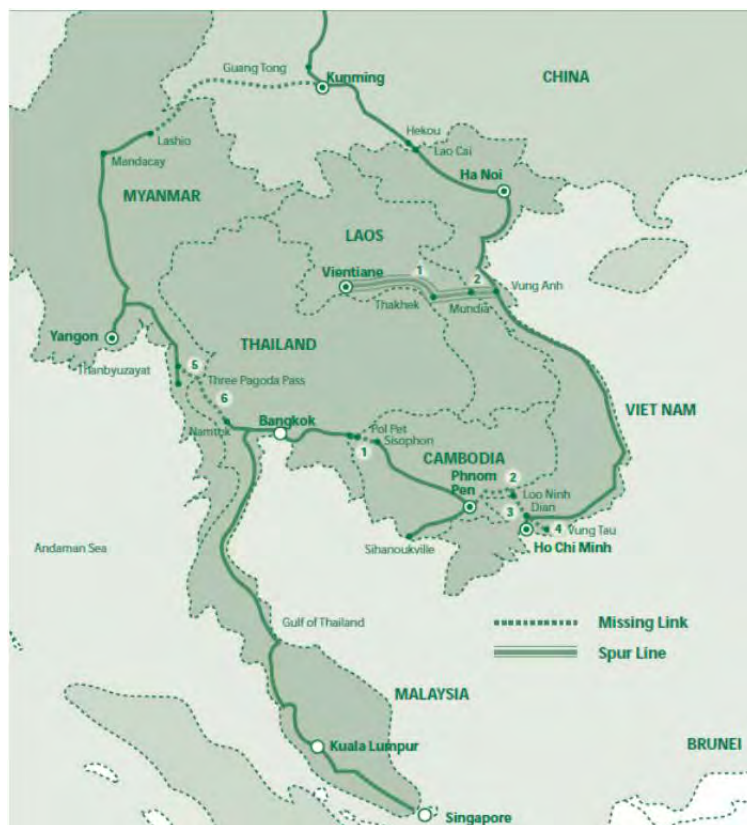 Guang Tong
Kunming
CHINA
Hekou
Lashio
Lao Cai
Mandacay
Ha Noi
MYANMAR
LAOS
1
Vientiane
2
Vung Anh
Thakhek
Mundia
Yangon
THAILAND
Thanbyuzayat
5
Three Pagoda Pass
6
VIET NAM
Bangkok
Namtok
Pol Pet
Sisophon
1
CAMBODIA
Phnom
Pen
2
Loo Ninh
3
Dian
4
Vung Tau
Andaman Sea
Sihanoukville
Ho Chi Minh
Gulf of Thailand
Missing Link
Spur Line
MALAYSIA
Kuala Lumpur
BRUNEI
Singapore